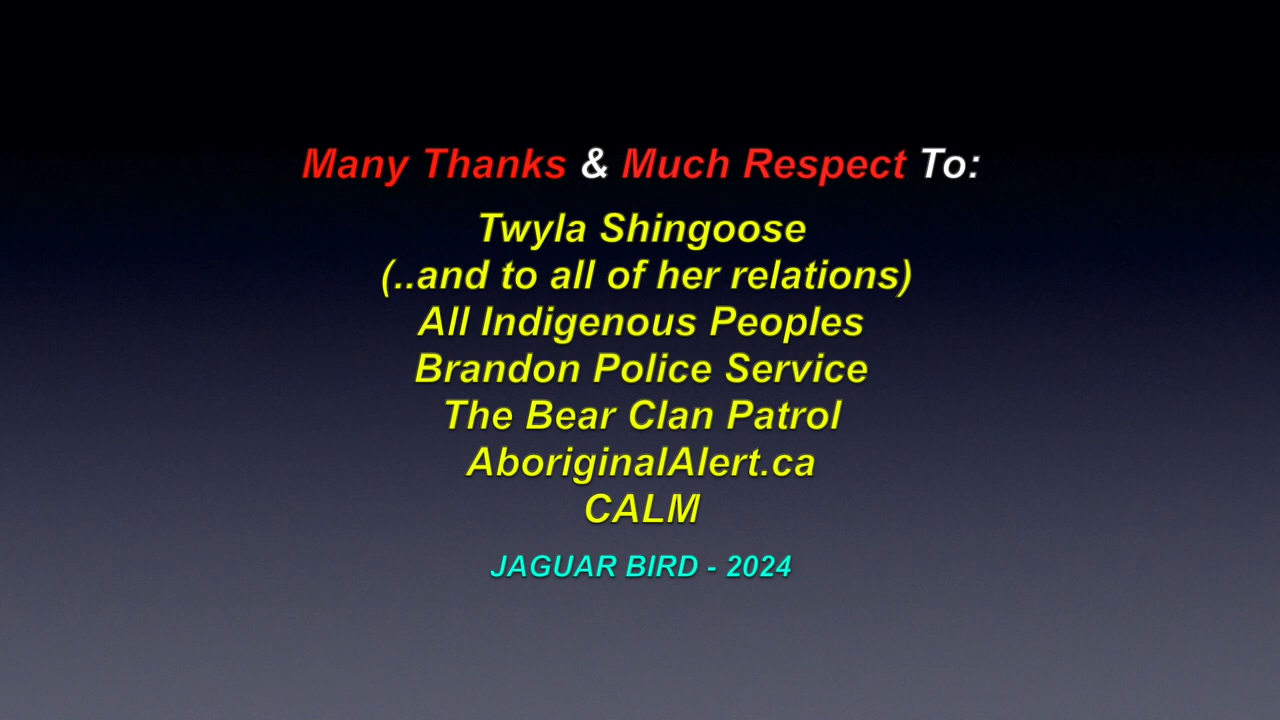 Many Thanks & Much Respect To:
Twyla Shingoose
(..and to all of her relations)
All Indigenous Peoples
Brandon Police Service
The Bear Clan Patrol
AboriginalAlert.ca
CALM
JAGUAR BIRD - 2024